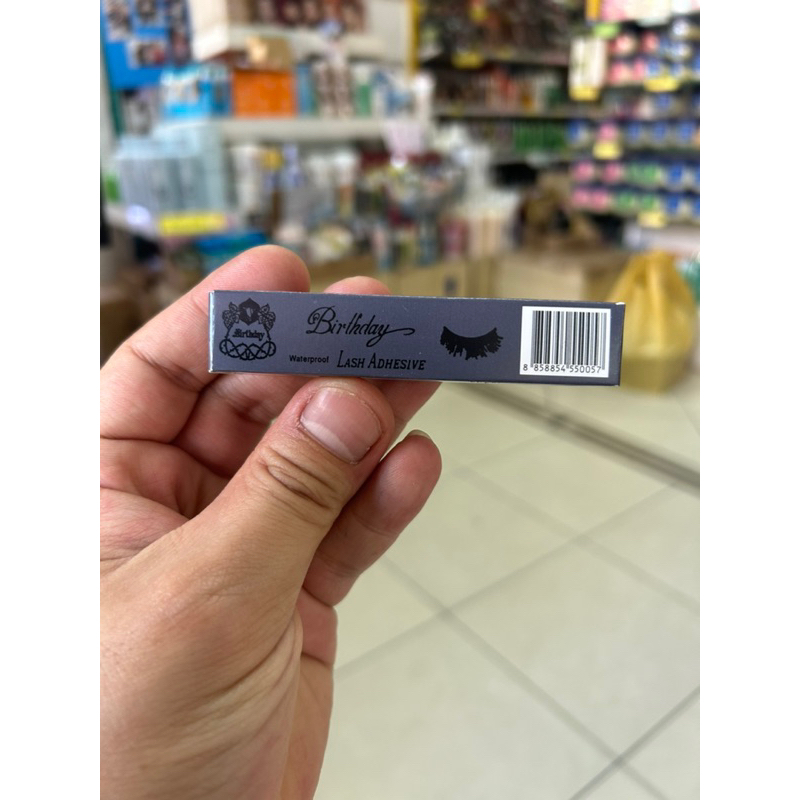 Birthday
Birthday
Waterproof LASH ADHESIVE
8 858854 550057